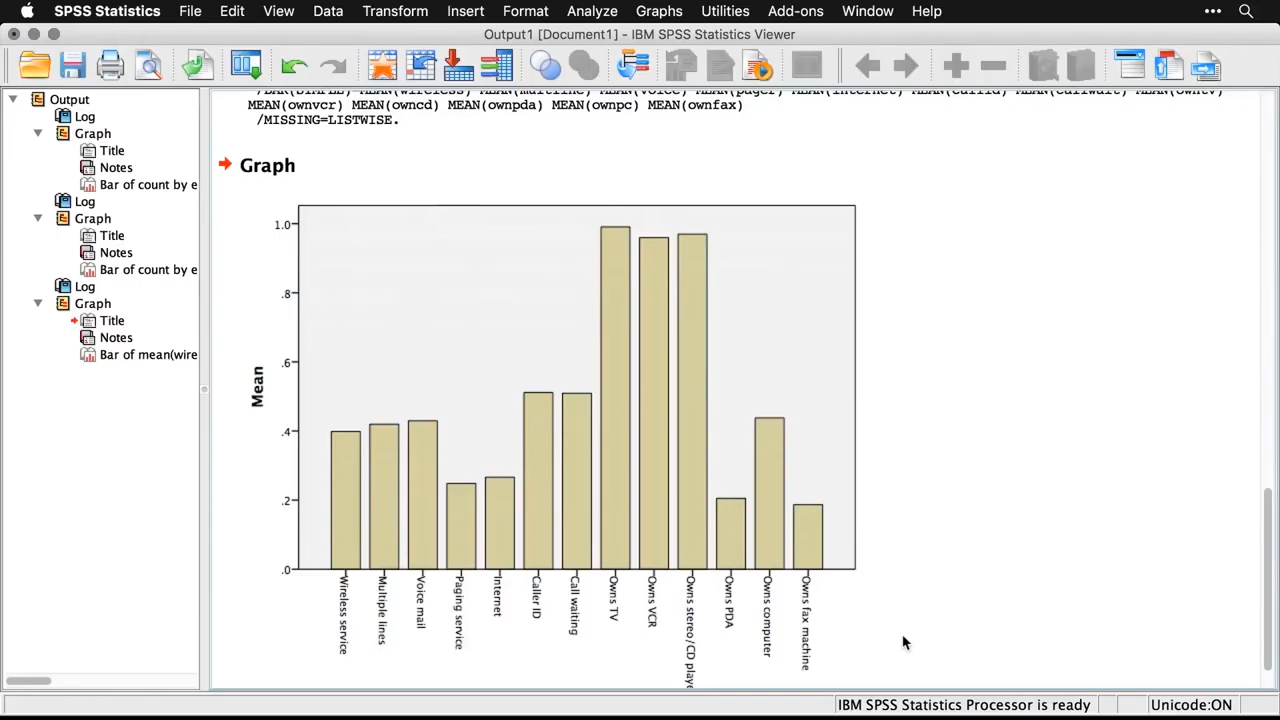 SPSS Statistics File Edit View Data Transform Insert Format Analyze Graphs Utilities Add-ons Window Help
Output1 [Document1] - IBM SPSS Statistics Viewer
Output
Log
Graph
Title
Notes
Bar of count by e
Log
Graph
Title
Notes
Bar of count by e
Log
Graph
Title
Notes
Bar of mean(wire
MEAN(ownvcr) MEAN(owncd) MEAN(ownpda) MEAN(ownpc) MEAN(ownfax)
/MISSING=LISTWISE.
Graph
Mean
1.0
.8
.6
.4
.2
.0
Wireless service
Multiple lines
Voice mail
Paging service
Internet
Caller ID
Call waiting
Owns TV
Owns VCR
Owns stereo/CD playe
Owns PDA
Owns computer
Owns fax machine
IBM SPSS Statistics Processor is ready Unicode:ON